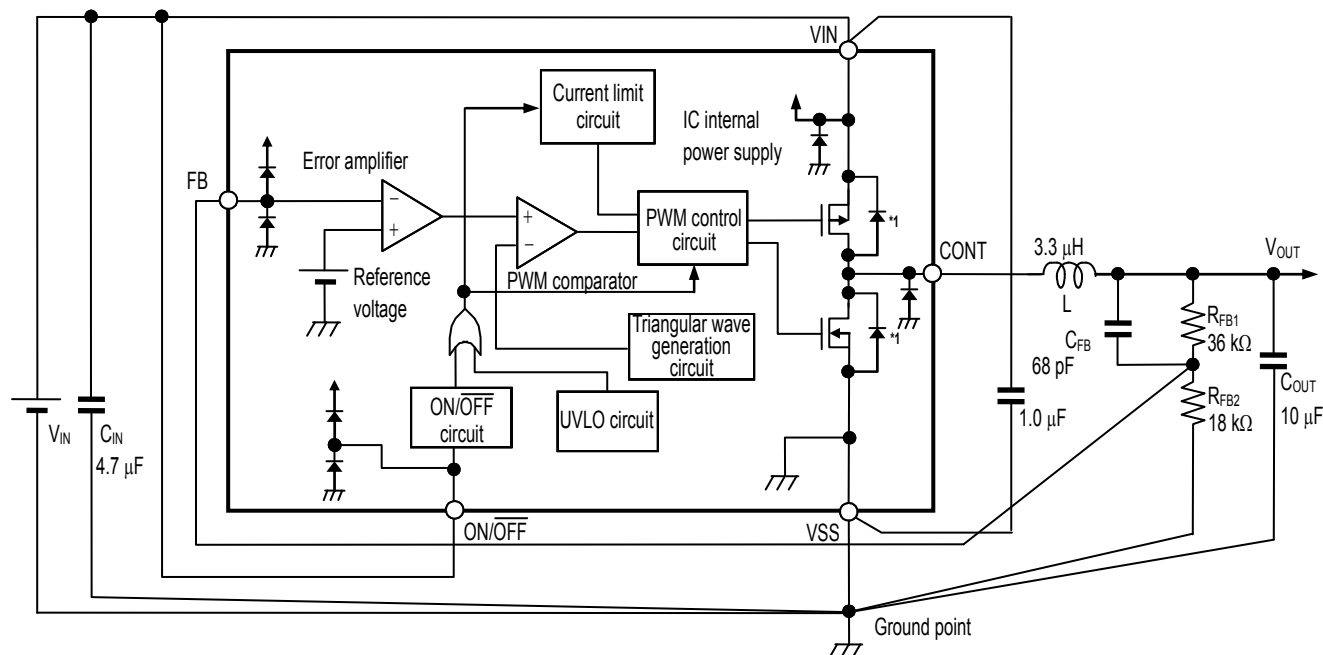 VIN
Current limit
circuit
IC internal
power supply
Error amplifier
FB
−
+
+
−
PWM control
circuit
*1
CONT
3.3 μH
L
VOUT
Reference
voltage
PWM comparator
Triangular wave
generation
circuit
*1
CFB
68 pF
RFB1
36 kΩ
COUT
10 μF
RFB2
18 kΩ
1.0 μF
ON/OFF
circuit
UVLO circuit
VIN
CIN
4.7 μF
ON/OFF
VSS
Ground point